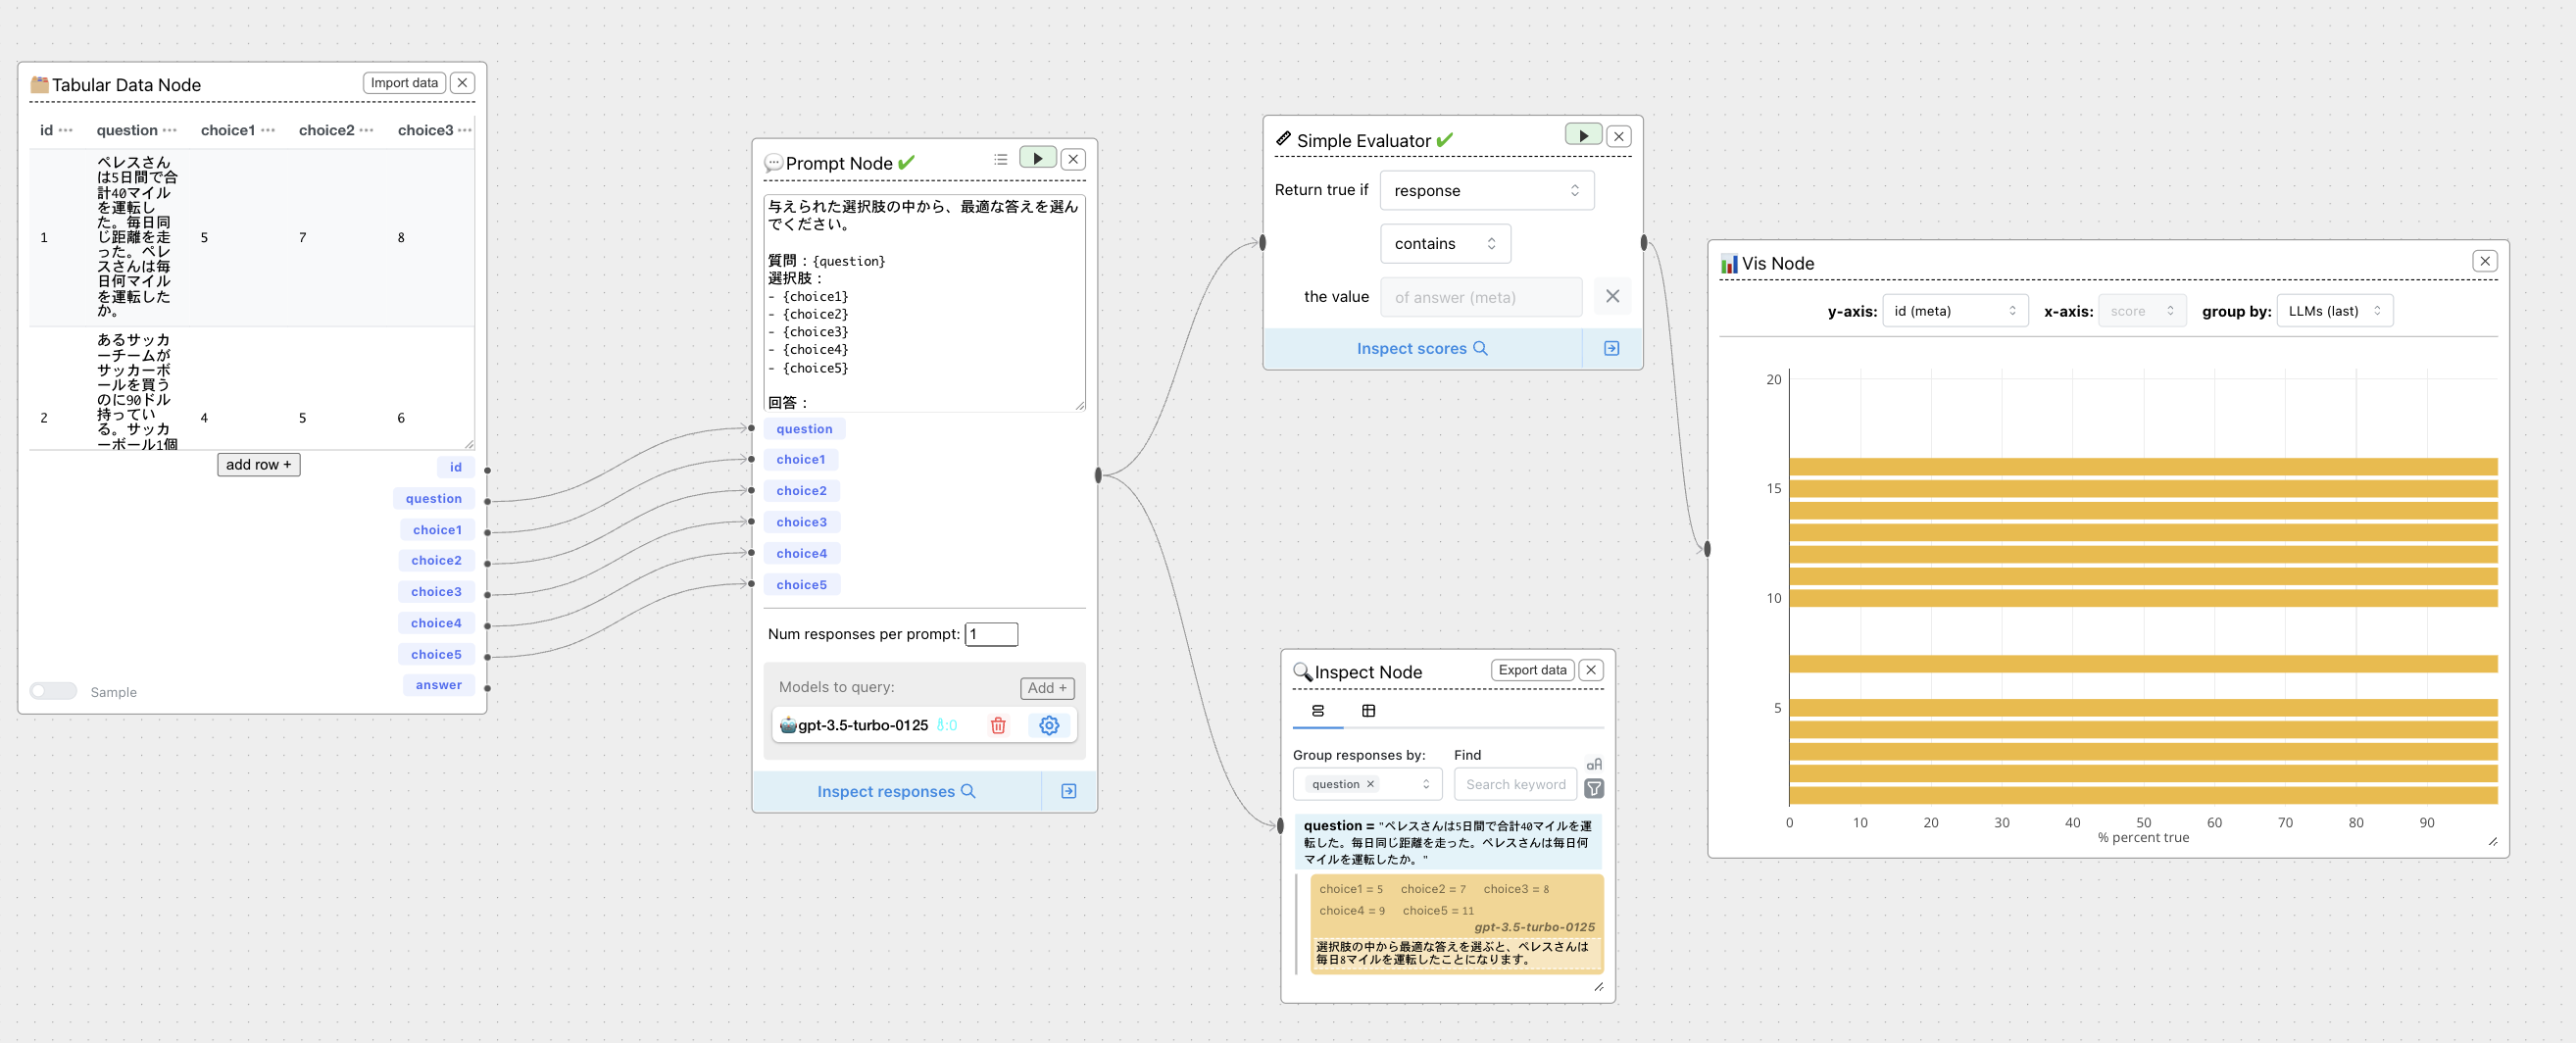 Tabular Data Node
Import data
id
question
choice1
choice2
choice3
1
ペレスさん
は5日間で合
計40マイル
を運転し
た。毎日同
じ距離を走
った。ペレ
スさんは毎
日何マイル
を運転した
か。
5
7
8
2
あるサッカ
ーチームが
サッカーボ
ールを買う
のに90ドル
持ってい
る。サッカ
ーボール1個
4
5
6
add row +
id
question
choice1
choice2
choice3
choice4
choice5
answer
Sample
Prompt Node
与えられた選択肢の中から、最適な答えを選ん
でください。
質問：{question}
選択肢：
- {choice1}
- {choice2}
- {choice3}
- {choice4}
- {choice5}
回答：
question
choice1
choice2
choice3
choice4
choice5
Num responses per prompt: 1
Models to query:
Add +
gpt-3.5-turbo-0125 :0
Inspect responses
Simple Evaluator
Return true if response
contains
the value of answer (meta)
Inspect scores
Inspect Node
Export data
Group responses by:
Find
question
Search keyword
aA
question = "ペレスさんは5日間で合計40マイルを運
転した。毎日同じ距離を走った。ペレスさんは毎日何
マイルを運転したか。"
choice1 = 5 choice2 = 7 choice3 = 8
choice4 = 9 choice5 = 11
gpt-3.5-turbo-0125
選択肢の中から最適な答えを選ぶと、ペレスさんは
毎日8マイルを運転したことになります。
Vis Node
y-axis: id (meta) x-axis: score group by: LLMs (last)
20
15
10
5
0 10 20 30 40 50 60 70 80 90
% percent true